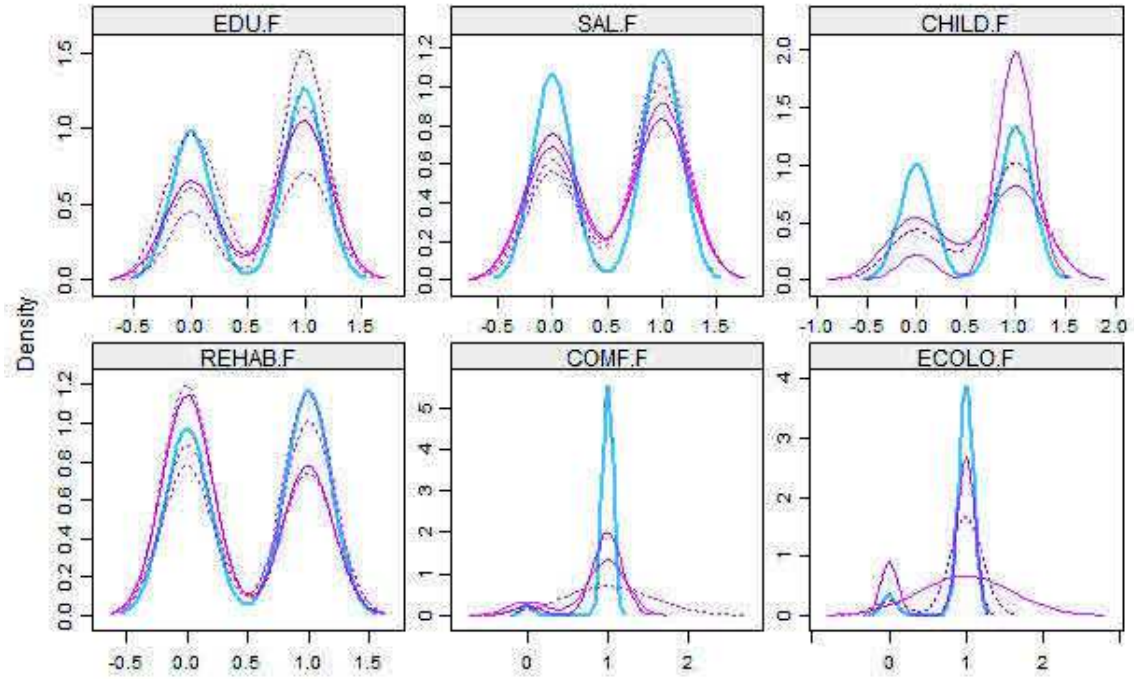 EDU.F SAL.F CHILD.F
1.5 1.0 0.5 0.0
1.2 1.0 0.8 0.6 0.4 0.2 0.0
2.0 1.5 1.0 0.5 0.0
-0.5 0.0 0.5 1.0 1.5 -0.5 0.0 0.5 1.0 1.5 -1.0 -0.5 0.0 0.5 1.0 1.5 2.0
Density
REHAB.F COMF.F ECOLO.F
1.2 1.0 0.8 0.6 0.4 0.2 0.0
5 4 3 2 1 0
4 3 2 1 0
-0.5 0.0 0.5 1.0 1.5 0 1 2 0 1 2